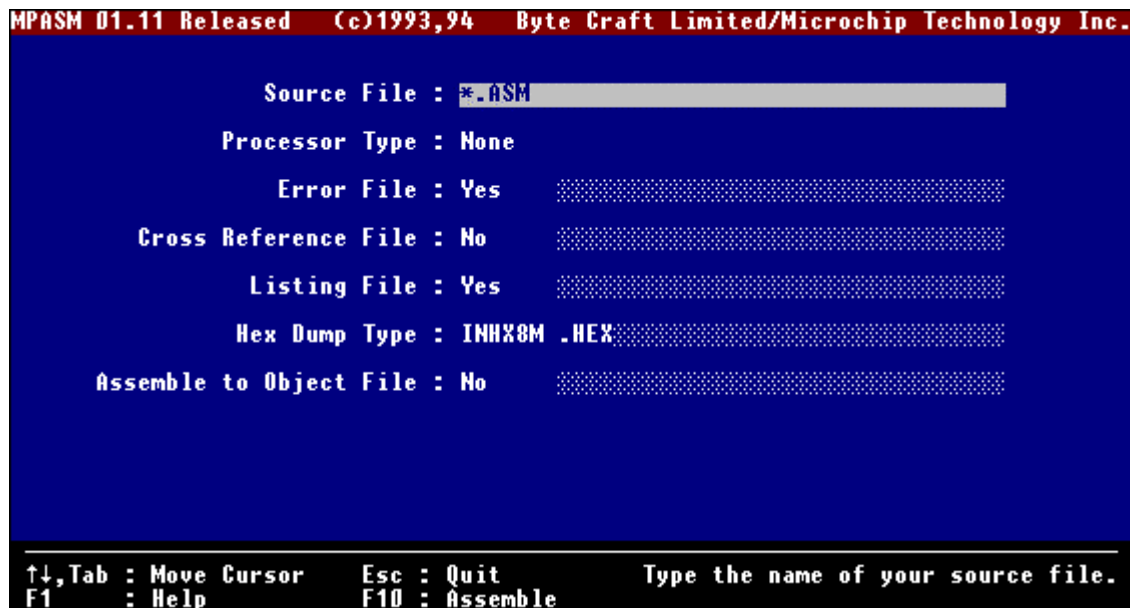 MPASM 01.11 Released (c)1993,94 Byte Craft Limited/Microchip Technology Inc.
Source File : *.ASM
Processor Type : None
Error File : Yes
Cross Reference File : No
Listing File : Yes
Hex Dump Type : INHX8M .HEX
Assemble to Object File : No
↑↓,Tab : Move Cursor Esc : Quit Type the name of your source file.
F1 : Help F10 : Assemble